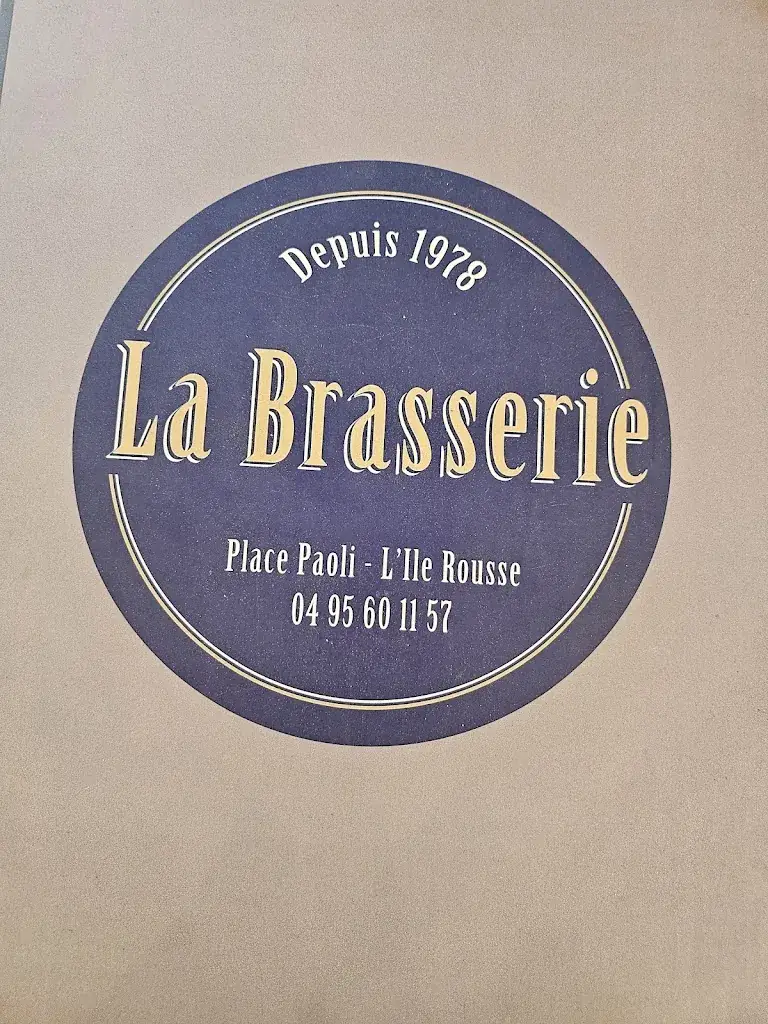 Depuis 1978
La Brasserie
Place Paoli - L'Ile Rousse
04 95 60 11 57